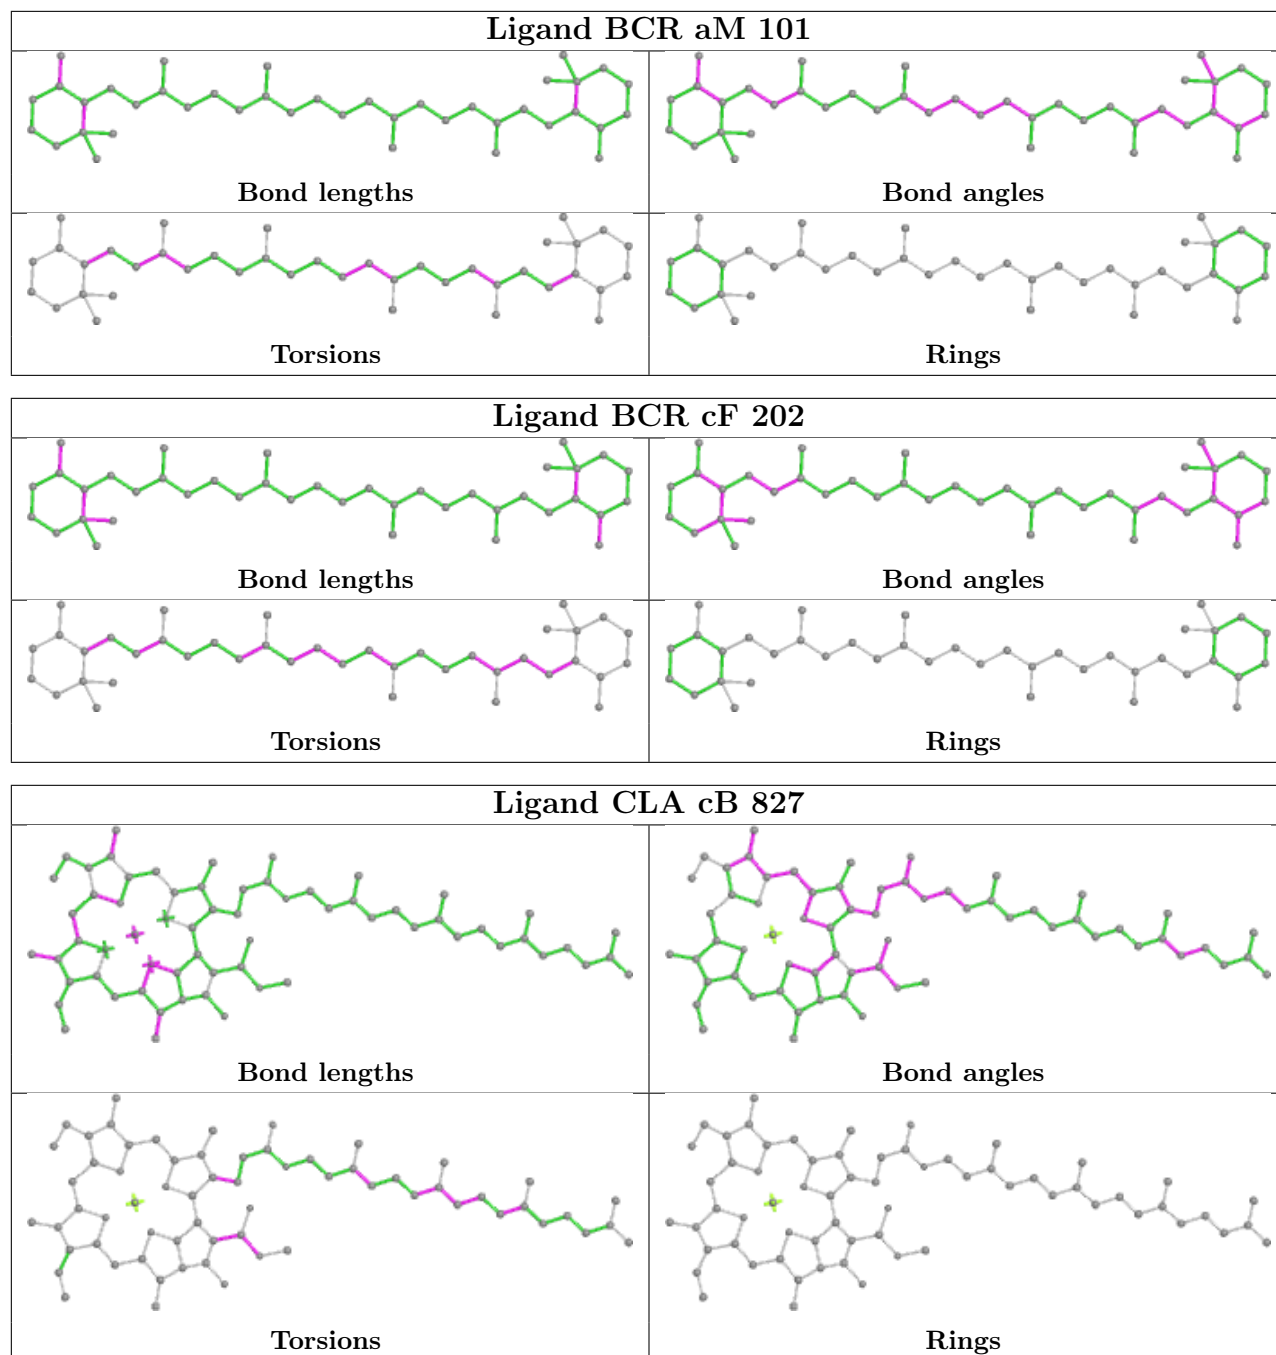 Ligand BCR aM 101
Bond lengths
Bond angles
Torsions
Rings
Ligand BCR cF 202
Bond lengths
Bond angles
Torsions
Rings
Ligand CLA cB 827
Bond lengths
Bond angles
Torsions
Rings